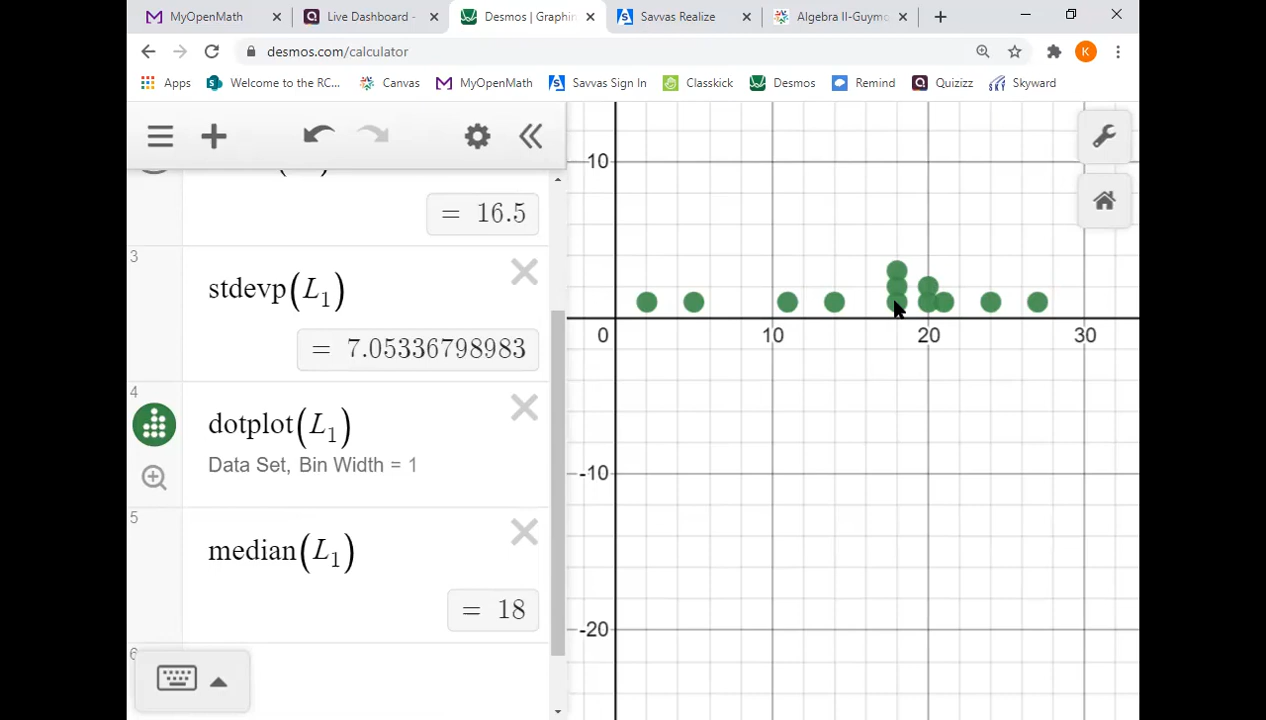 MyOpenMath Live Dashboard - Desmos | Graphin Savvas Realize Algebra II-Guymo
desmos.com/calculator K
Apps Welcome to the RC... Canvas MyOpenMath Savvas Sign In Classkick Desmos Remind Quizizz Skyward
= 16.5
3
stdevp(L1)
= 7.05336798983
4
dotplot(L1)
Data Set, Bin Width = 1
5
median(L1)
= 18
6
10
0 10 20 30
-10
-20